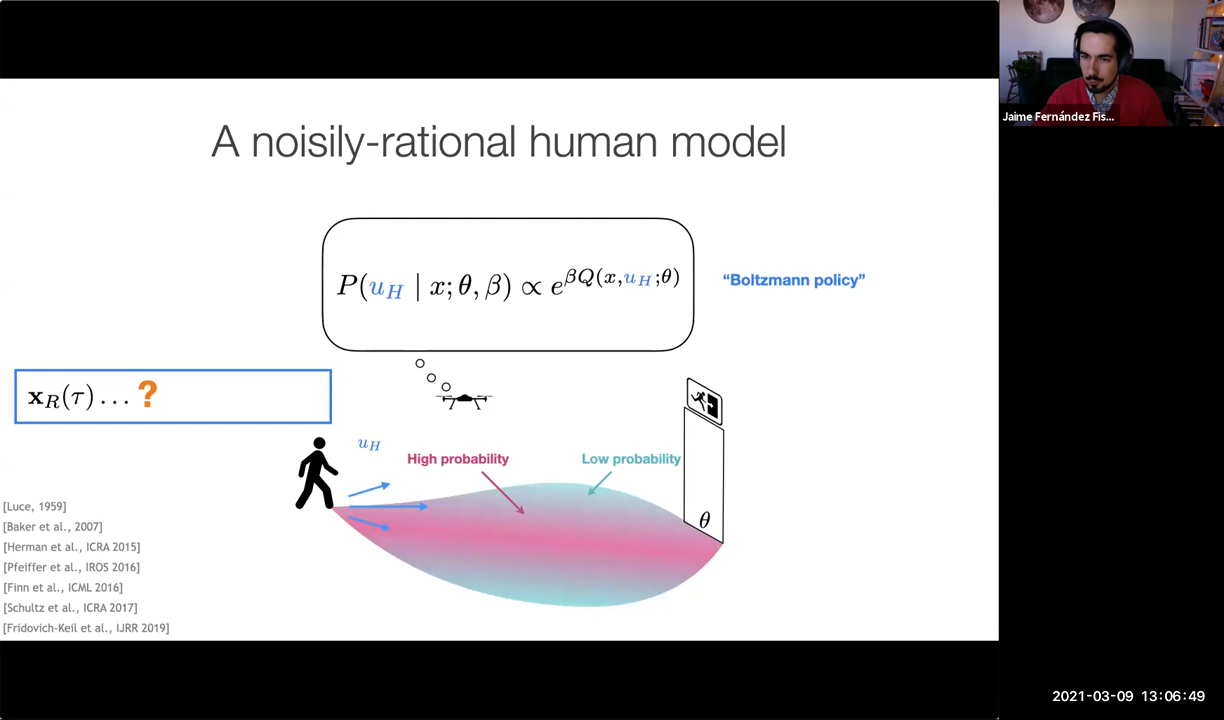 A noisily-rational human model
P(u_H | x; θ, β) ∝ e^{βQ(x,u_H;θ)}
“Boltzmann policy”
x_R(τ) … ?
u_H
High probability
Low probability
θ
[Luce, 1959]
[Baker et al., 2007]
[Herman et al., ICRA 2015]
[Pfeiffer et al., IROS 2016]
[Finn et al., ICML 2016]
[Schultz et al., ICRA 2017]
[Fridovich-Keil et al., IJRR 2019]
Jaime Fernández Fis...
2021-03-09 13:06:49